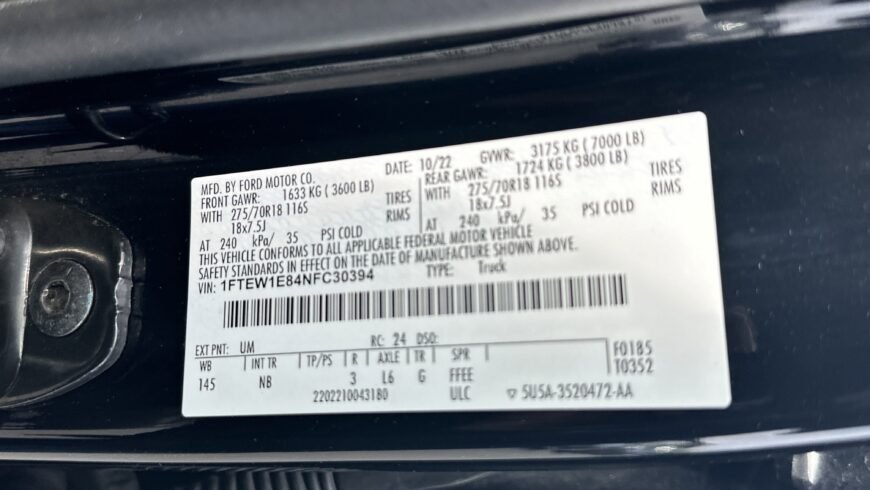 MFD. BY FORD MOTOR CO. DATE: 10/22 GVWR: 3175 KG ( 7000 LB)
FRONT GAWR: 1633 KG ( 3600 LB) REAR GAWR: 1724 KG ( 3800 LB)
WITH 275/70R18 116S TIRES 275/70R18 116S TIRES
18x7.5J RIMS 18x7.5J RIMS
AT 240 kPa/ 35 PSI COLD AT 240 kPa/ 35 PSI COLD
THIS VEHICLE CONFORMS TO ALL APPLICABLE FEDERAL MOTOR VEHICLE
SAFETY STANDARDS IN EFFECT ON THE DATE OF MANUFACTURE SHOWN ABOVE.
VIN: 1FTEW1E84NFC30394 TYPE: Truck
EXT PNT: UM RC: 24 DSO: F0185
WB INT TR TP/PS R AXLE TR SPR T0352
145 NB 3 L6 G FFEE
2202210043180 ULC ▽ 5U5A-3520472-AA